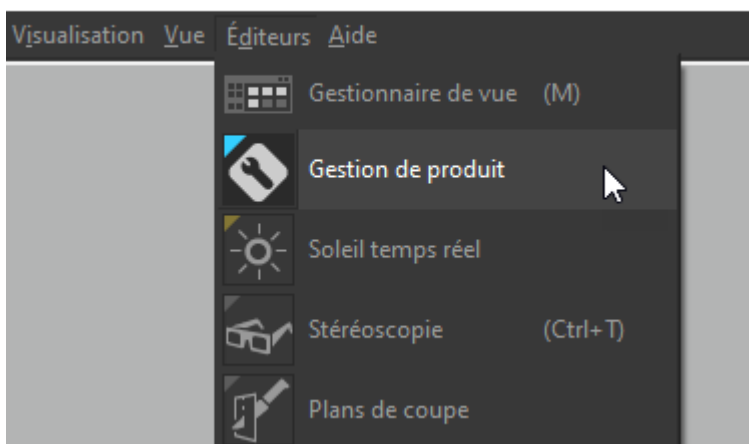 Visualisation Vue Éditeurs Aide
Gestionnaire de vue (M)
Gestion de produit
Soleil temps réel
Stéréoscopie (Ctrl+T)
Plans de coupe